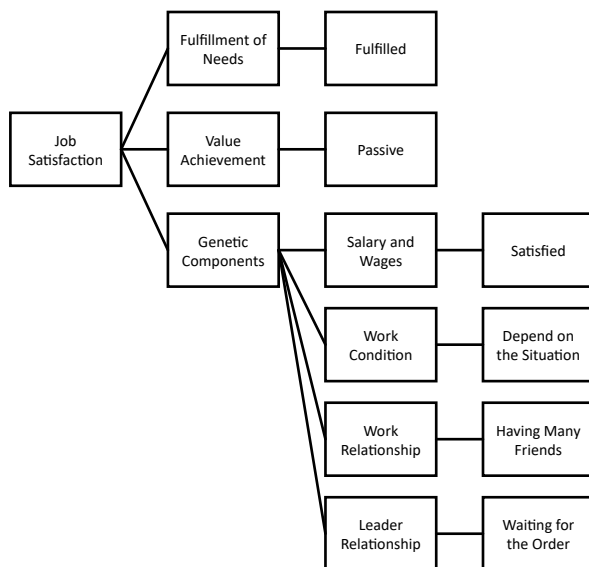 Fulfillment of
Needs
Fulfilled
Job
Satisfaction
Value
Achievement
Passive
Genetic
Components
Salary and
Wages
Satisfied
Work
Condition
Depend on
the Situation
Work
Relationship
Having Many
Friends
Leader
Relationship
Waiting for
the Order